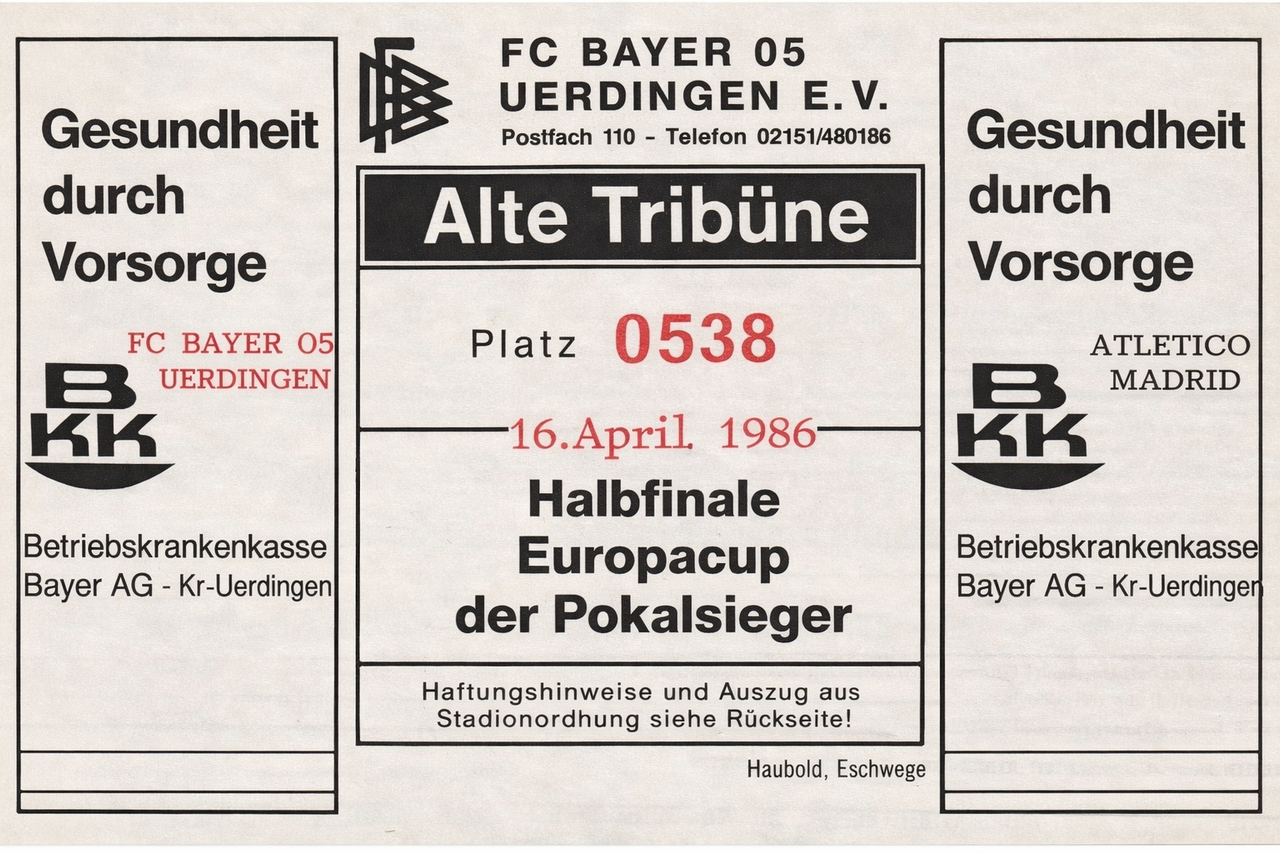 Gesundheit
durch
Vorsorge
FC BAYER 05
UERDINGEN
B
KK
Betriebskrankenkasse
Bayer AG - Kr-Uerdingen
FC BAYER 05
UERDINGEN E.V.
Postfach 110 - Telefon 02151/480186
Alte Tribüne
Platz 0538
16.April 1986
Halbfinale
Europacup
der Pokalsieger
Haftungshinweise und Auszug aus
Stadionordhung siehe Rückseite!
Haubold, Eschwege
Gesundheit
durch
Vorsorge
ATLETICO
MADRID
B
KK
Betriebskrankenkasse
Bayer AG - Kr-Uerdingen